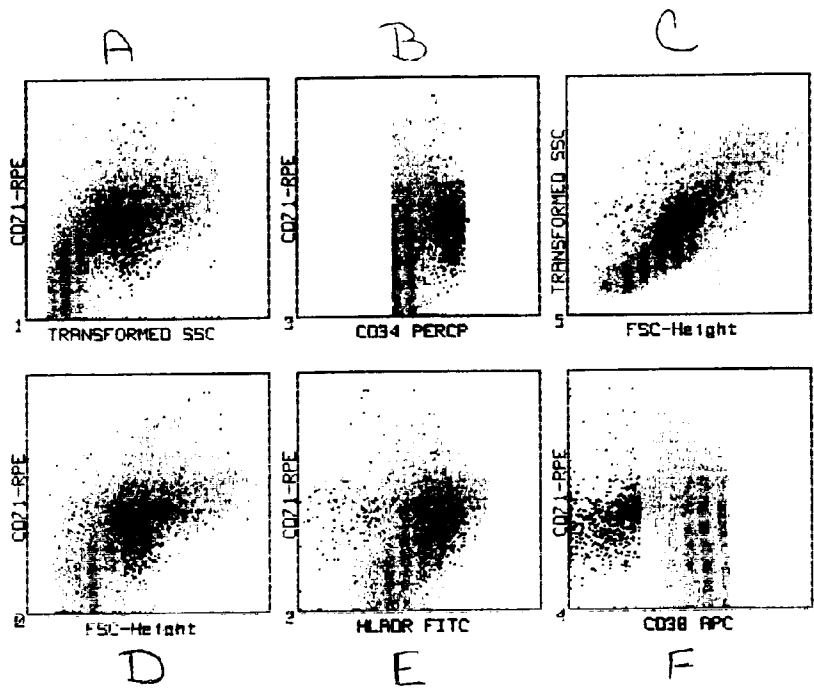 A B C
CD71-RPE CD71-RPE TRANSFORMED SSC
1 3 5
TRANSFORMED SSC CD34 PERCP FSC-Height
CD71-RPE CD71-RPE CD71-RPE
2 4
FSC-Height HLADR FITC CD38 APC
D E F